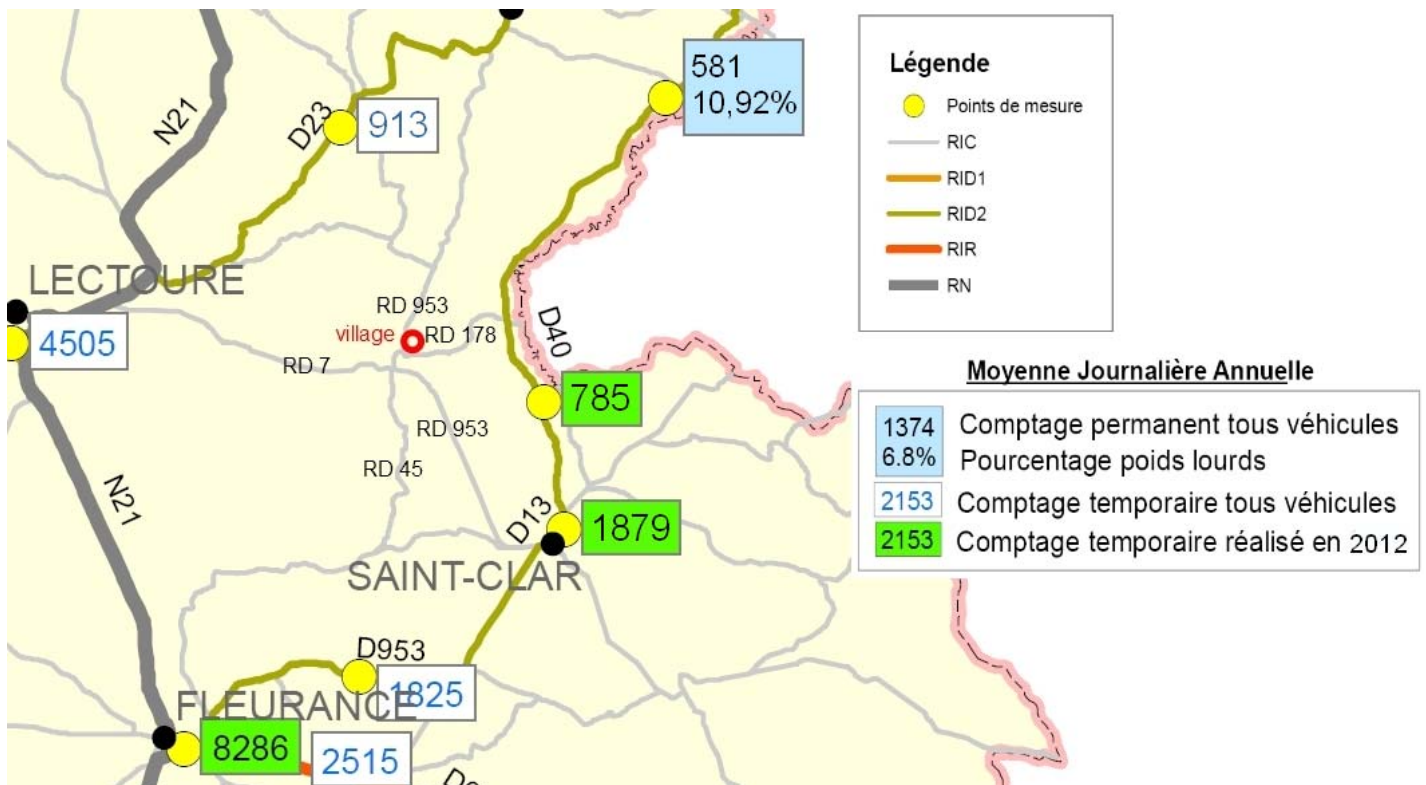 N21
D23
913
581
10,92%
LECTOURE
4505
RD 953
village
RD 178
RD 7
D40
785
RD 953
RD 45
N21
D13
1879
SAINT-CLAR
D953
1825
FLEURANCE
8286
2515
Légende
Points de mesure
RIC
RID1
RID2
RIR
RN
Moyenne Journalière Annuelle
1374
6.8%
Comptage permanent tous véhicules
Pourcentage poids lourds
2153
Comptage temporaire tous véhicules
2153
Comptage temporaire réalisé en 2012